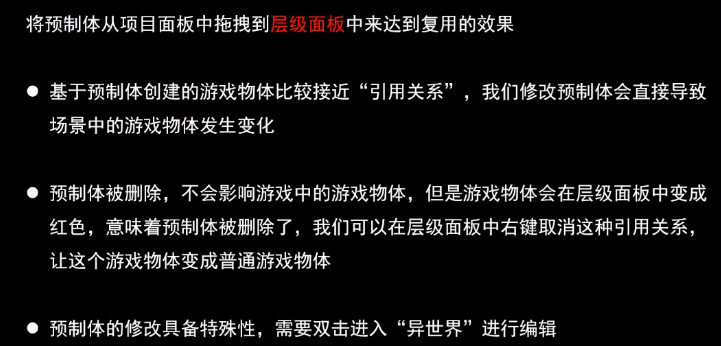 将预制体从项目面板中拖拽到层级面板中来达到复用的效果
● 基于预制体创建的游戏物体比较接近“引用关系”，我们修改预制体会直接导致
场景中的游戏物体发生变化
● 预制体被删除，不会影响游戏中的游戏物体，但是游戏物体会在层级面板中变成
红色，意味着预制体被删除了，我们可以在层级面板中右键取消这种引用关系，
让这个游戏物体变成普通游戏物体
● 预制体的修改具备特殊性，需要双击进入“异世界”进行编辑